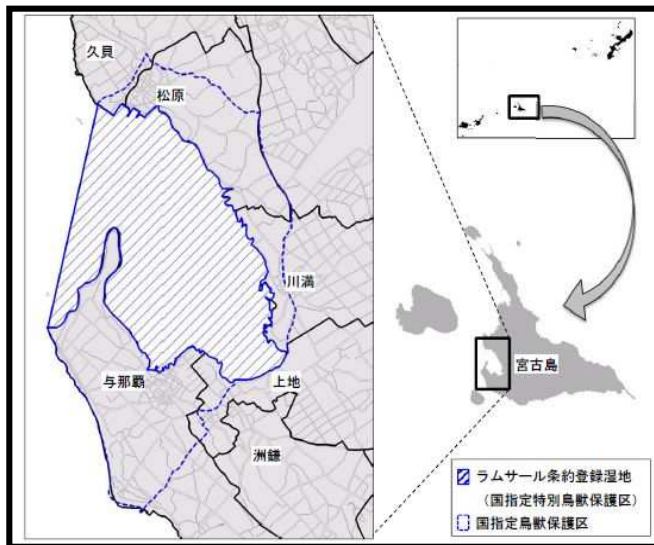 久貝
松原
川満
与那覇
上地
洲鎌
宮古島
ラムサール条約登録湿地
（国指定特別鳥獣保護区）
国指定鳥獣保護区